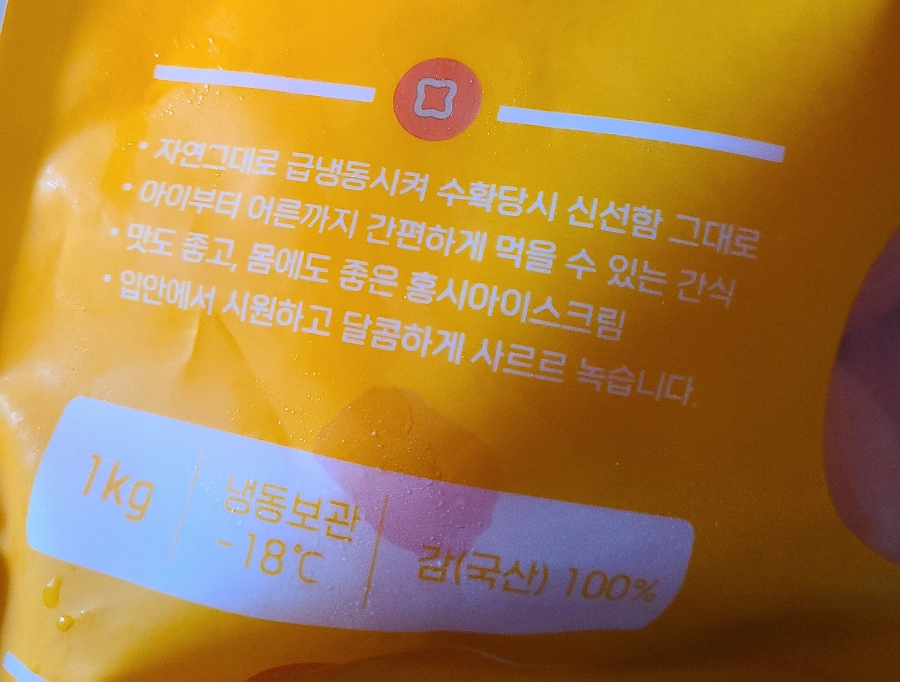 • 자연그대로 급냉동시켜 수확당시 신선함 그대로
• 아이부터 어른까지 간편하게 먹을 수 있는 간식
• 맛도 좋고, 몸에도 좋은 홍시아이스크림
• 입안에서 시원하고 달콤하게 사르르 녹습니다.
1kg
냉동보관
-18℃
감(국산) 100%